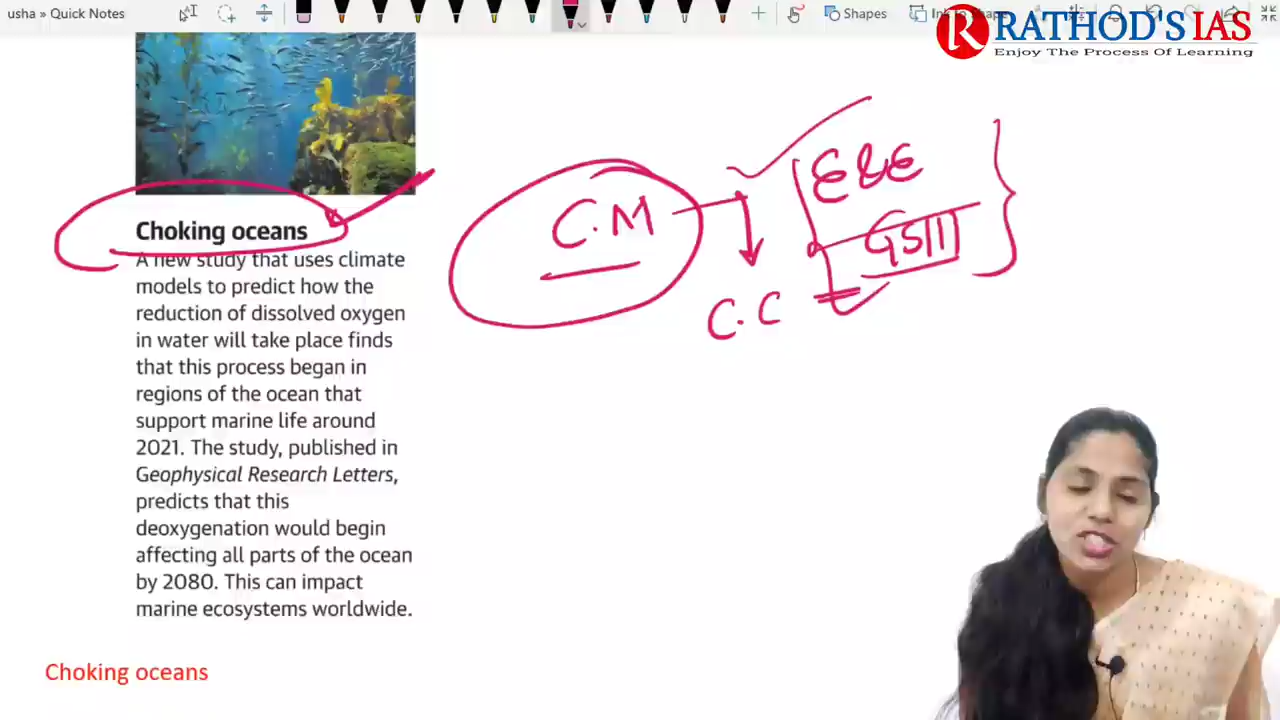 usha » Quick Notes
Shapes
RATHOD'S IAS
Enjoy The Process Of Learning
Choking oceans
A new study that uses climate
models to predict how the
reduction of dissolved oxygen
in water will take place finds
that this process began in
regions of the ocean that
support marine life around
2021. The study, published in
Geophysical Research Letters,
predicts that this
deoxygenation would begin
affecting all parts of the ocean
by 2080. This can impact
marine ecosystems worldwide.
C.M
E&E
GSIII
C.C
Choking oceans